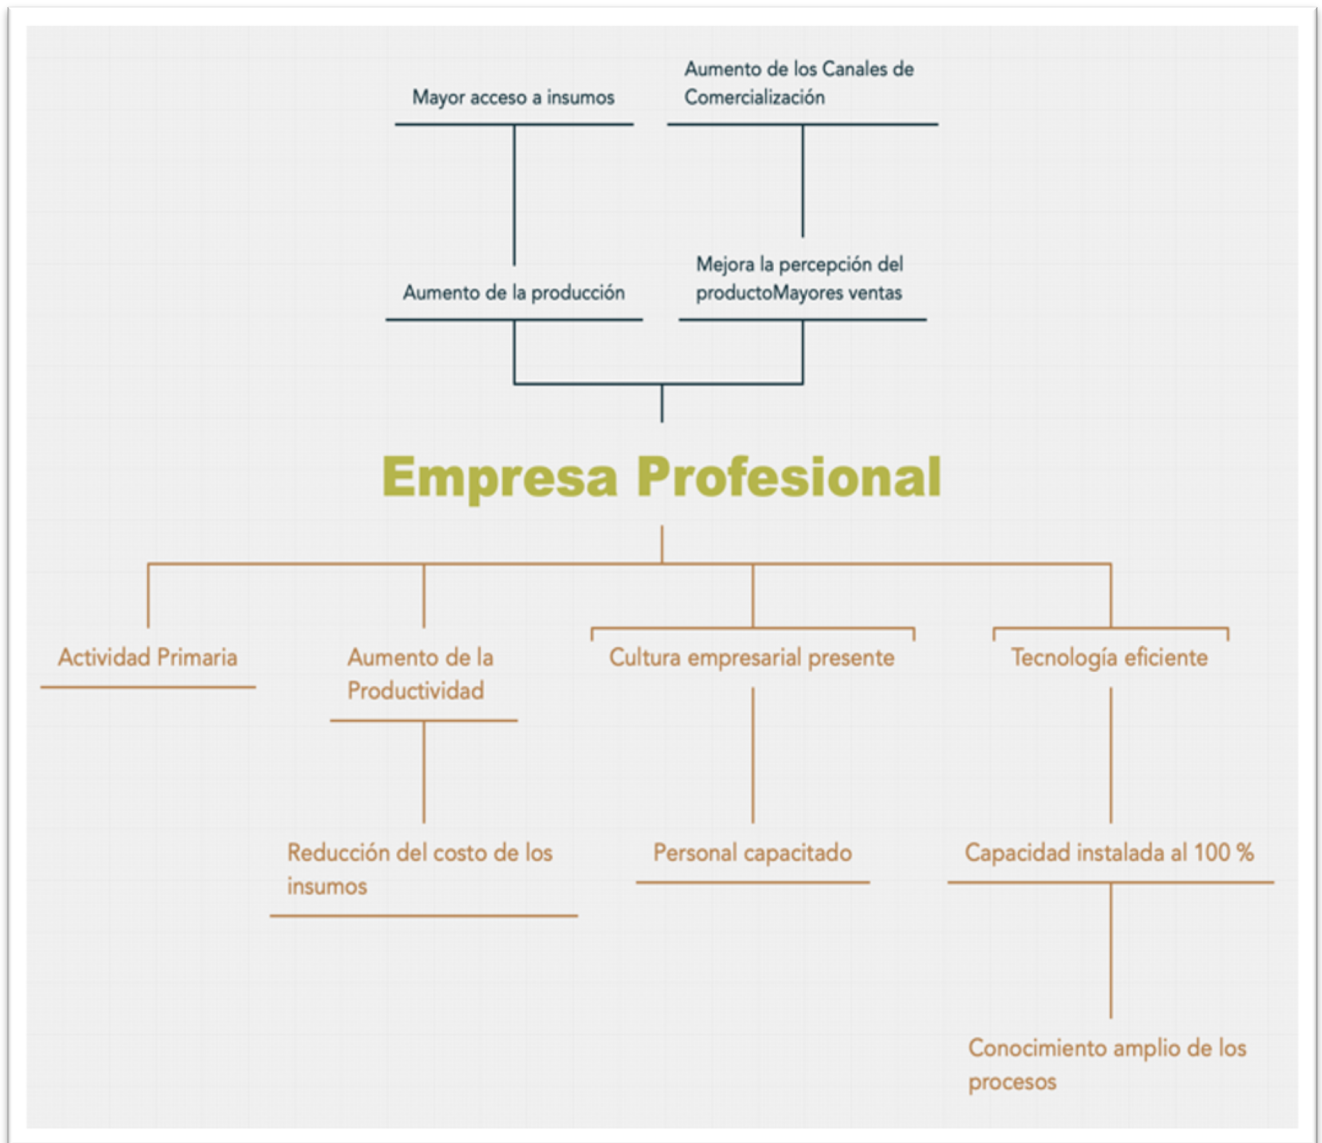 Mayor acceso a insumos
Aumento de los Canales de
Comercialización
Aumento de la producción
Mejora la percepción del
productoMayores ventas
Empresa Profesional
Actividad Primaria
Aumento de la
Productividad
Cultura empresarial presente
Tecnología eficiente
Reducción del costo de los
insumos
Personal capacitado
Capacidad instalada al 100 %
Conocimiento amplio de los
procesos